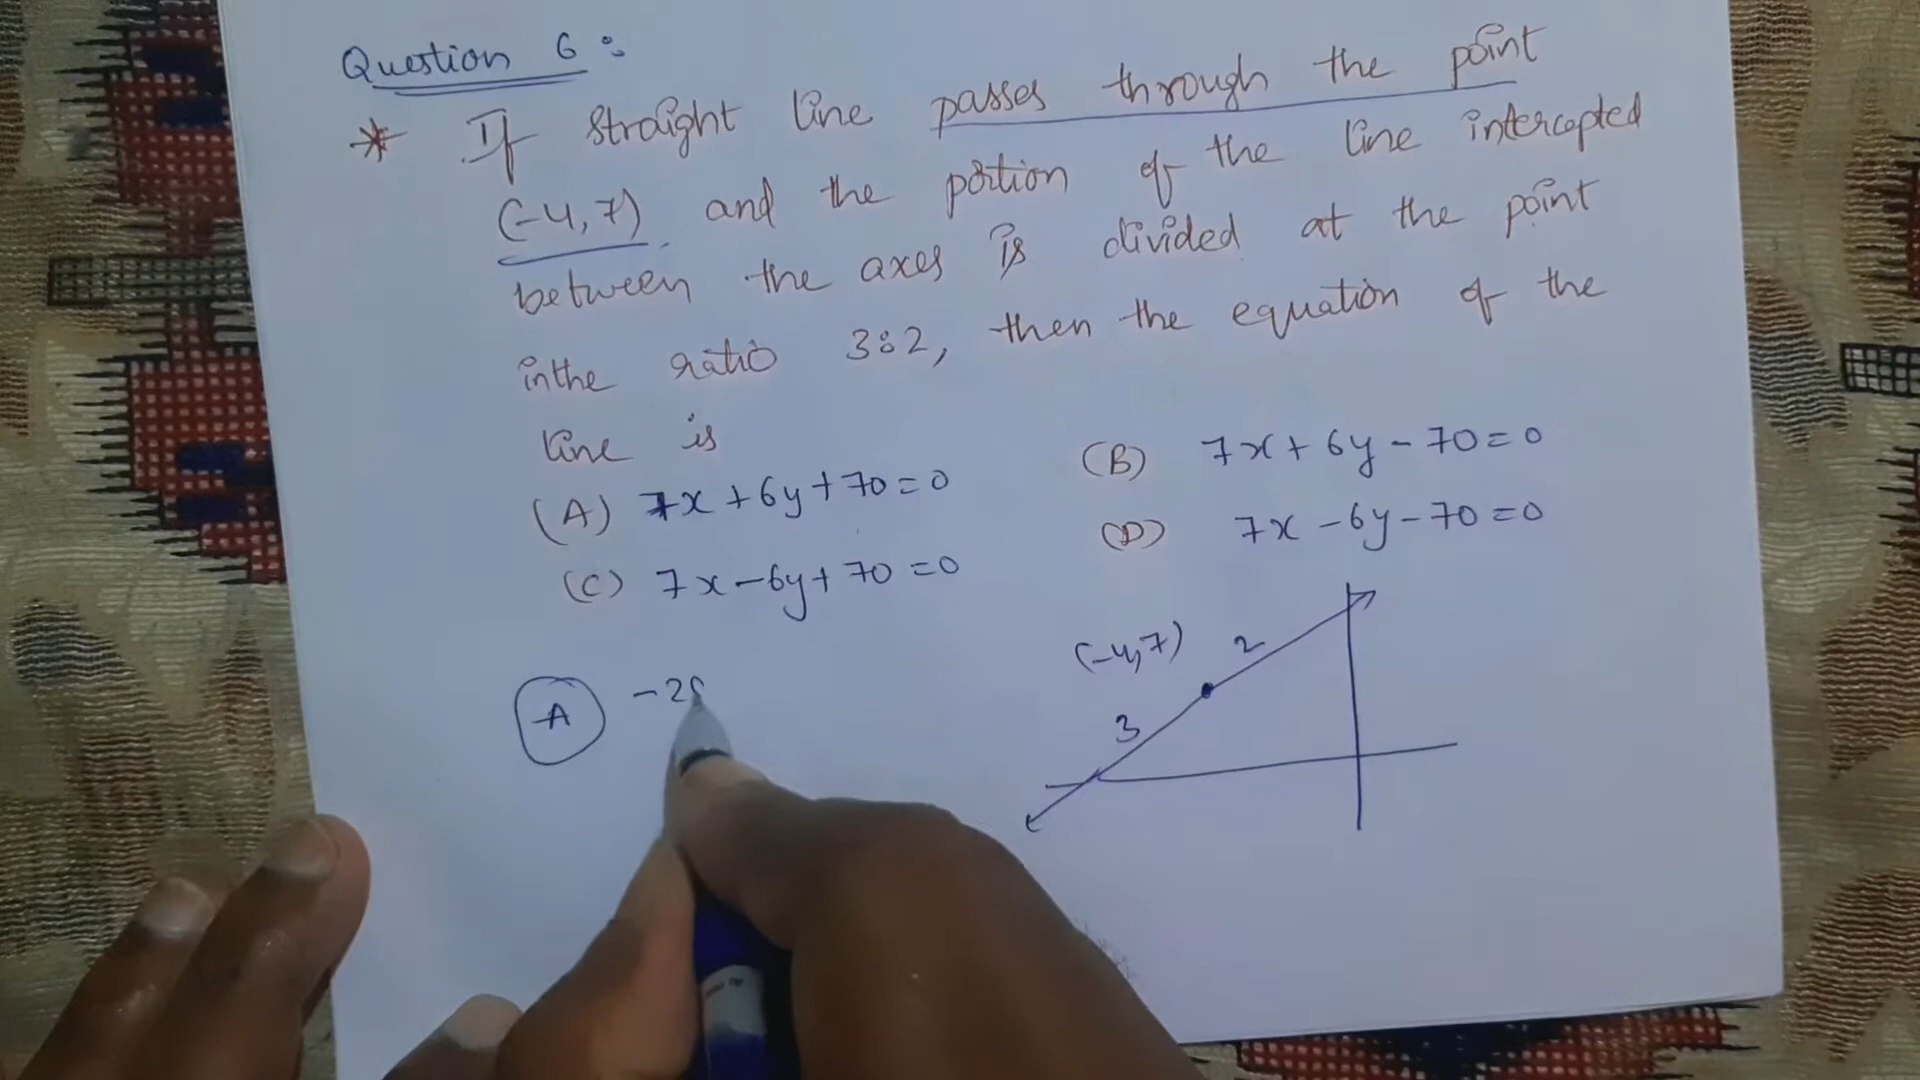 Question 6 :
* If straight line passes through the point
(-4,7) and the portion of the line intercepted
between the axes is divided at the point
inthe ratio 3:2, then the equation of the
line is
(A) 7x + 6y + 70 = 0
(B) 7x + 6y - 70 = 0
(C) 7x - 6y + 70 = 0
(D) 7x - 6y - 70 = 0
(-4,7)
2
3
A
-2